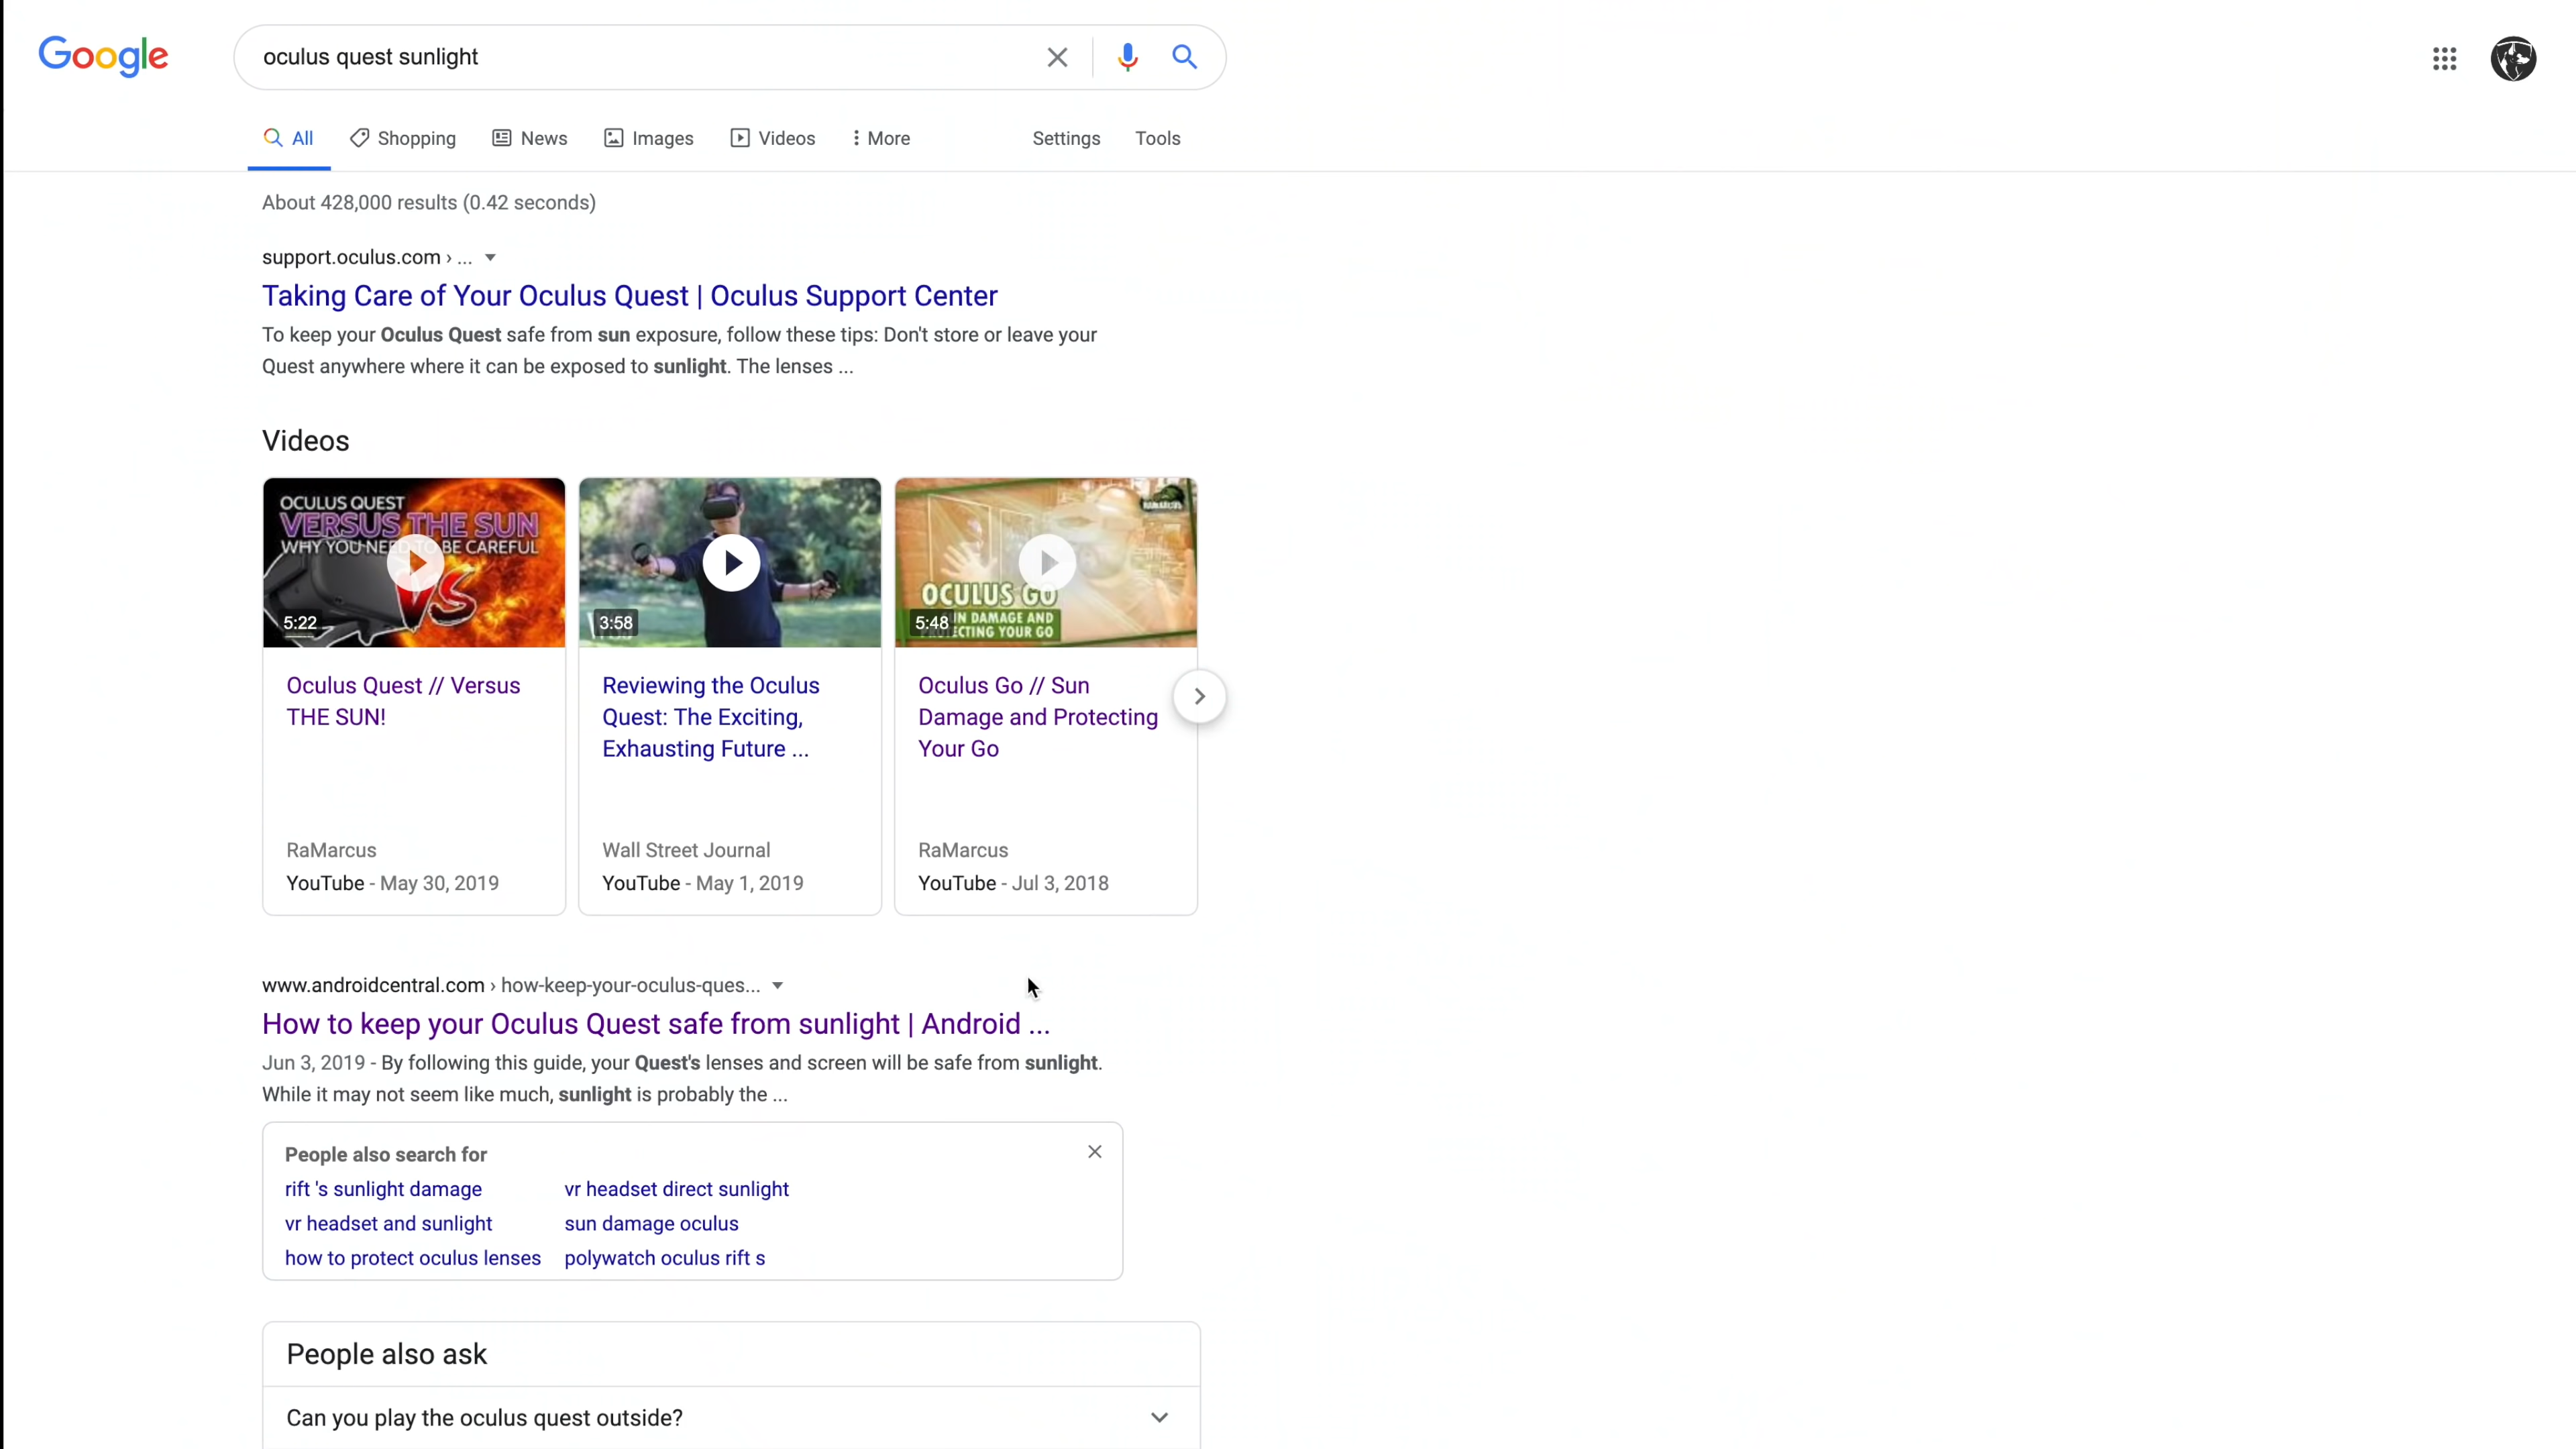 Google
oculus quest sunlight
All
Shopping
News
Images
Videos
More
Settings
Tools
About 428,000 results (0.42 seconds)
support.oculus.com › ...
Taking Care of Your Oculus Quest | Oculus Support Center
To keep your Oculus Quest safe from sun exposure, follow these tips: Don't store or leave your
Quest anywhere where it can be exposed to sunlight. The lenses ...
Videos
OCULUS QUEST
VERSUS THE SUN
WHY YOU NEED TO BE CAREFUL
VS
5:22
Oculus Quest // Versus
THE SUN!
RaMarcus
YouTube - May 30, 2019
3:58
Reviewing the Oculus
Quest: The Exciting,
Exhausting Future ...
Wall Street Journal
YouTube - May 1, 2019
RAMARCUS
OCULUS GO
DAMAGE AND
YOUR GO
5:48
Oculus Go // Sun
Damage and Protecting
Your Go
RaMarcus
YouTube - Jul 3, 2018
www.androidcentral.com › how-keep-your-oculus-ques...
How to keep your Oculus Quest safe from sunlight | Android ...
Jun 3, 2019 - By following this guide, your Quest's lenses and screen will be safe from sunlight.
While it may not seem like much, sunlight is probably the ...
People also search for
rift 's sunlight damage
vr headset direct sunlight
vr headset and sunlight
sun damage oculus
how to protect oculus lenses
polywatch oculus rift s
People also ask
Can you play the oculus quest outside?